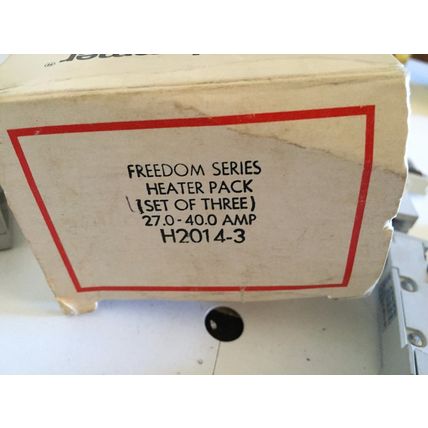 FREEDOM SERIES
HEATER PACK
(SET OF THREE)
27.0-40.0 AMP
H2014-3